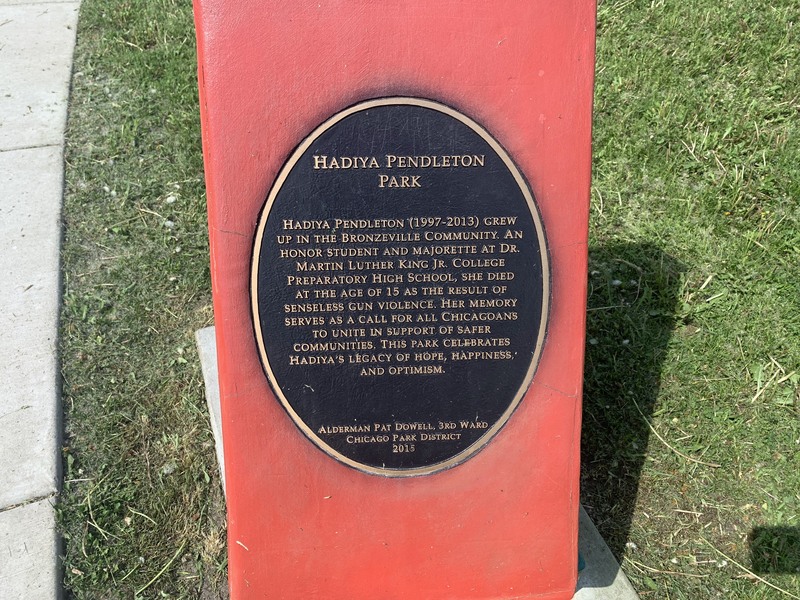 HADIYA PENDLETON
PARK
HADIYA PENDLETON (1997-2013) GREW
UP IN THE BRONZEVILLE COMMUNITY. AN
HONOR STUDENT AND MAJORETTE AT DR.
MARTIN LUTHER KING JR. COLLEGE
PREPARATORY HIGH SCHOOL, SHE DIED
AT THE AGE OF 15 AS THE RESULT OF
SENSELESS GUN VIOLENCE. HER MEMORY
SERVES AS A CALL FOR ALL CHICAGOANS
TO UNITE IN SUPPORT OF SAFER
COMMUNITIES. THIS PARK CELEBRATES
HADIYA'S LEGACY OF HOPE, HAPPINESS,
AND OPTIMISM.
ALDERMAN PAT DOWELL, 3RD WARD
CHICAGO PARK DISTRICT
2015